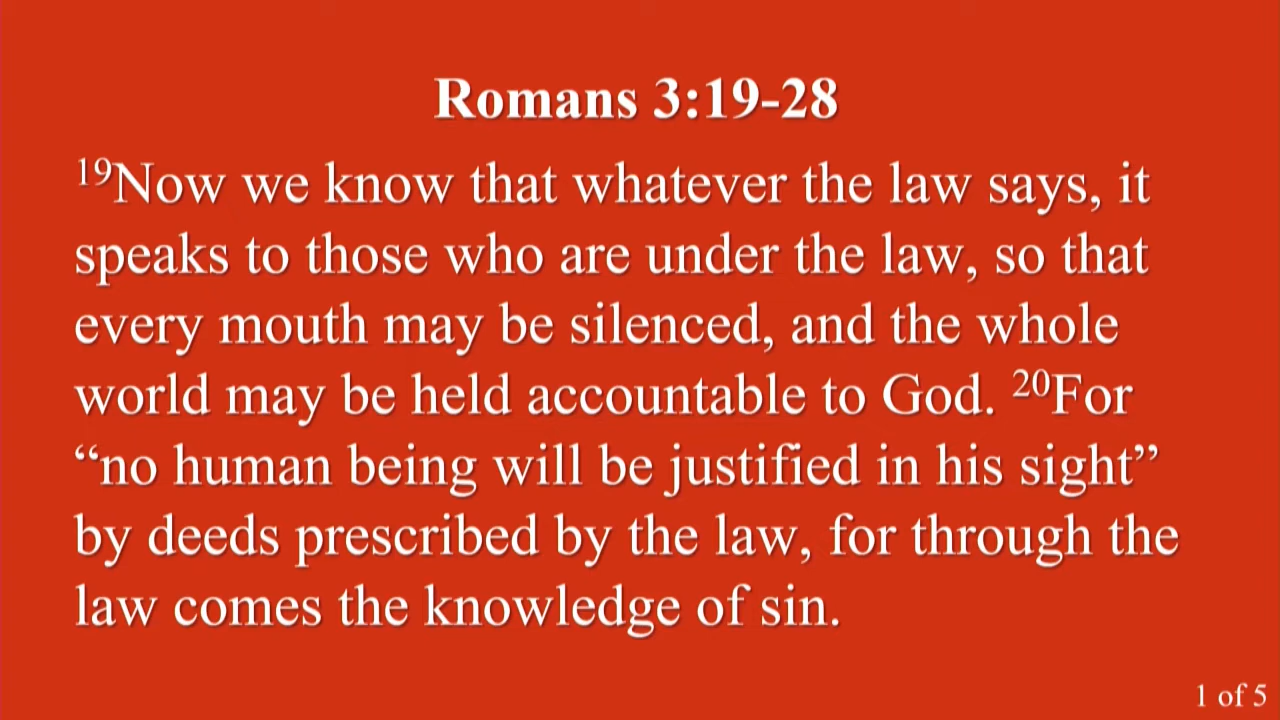 Romans 3:19-28
¹⁹Now we know that whatever the law says, it
speaks to those who are under the law, so that
every mouth may be silenced, and the whole
world may be held accountable to God. ²⁰For
“no human being will be justified in his sight”
by deeds prescribed by the law, for through the
law comes the knowledge of sin.
1 of 5